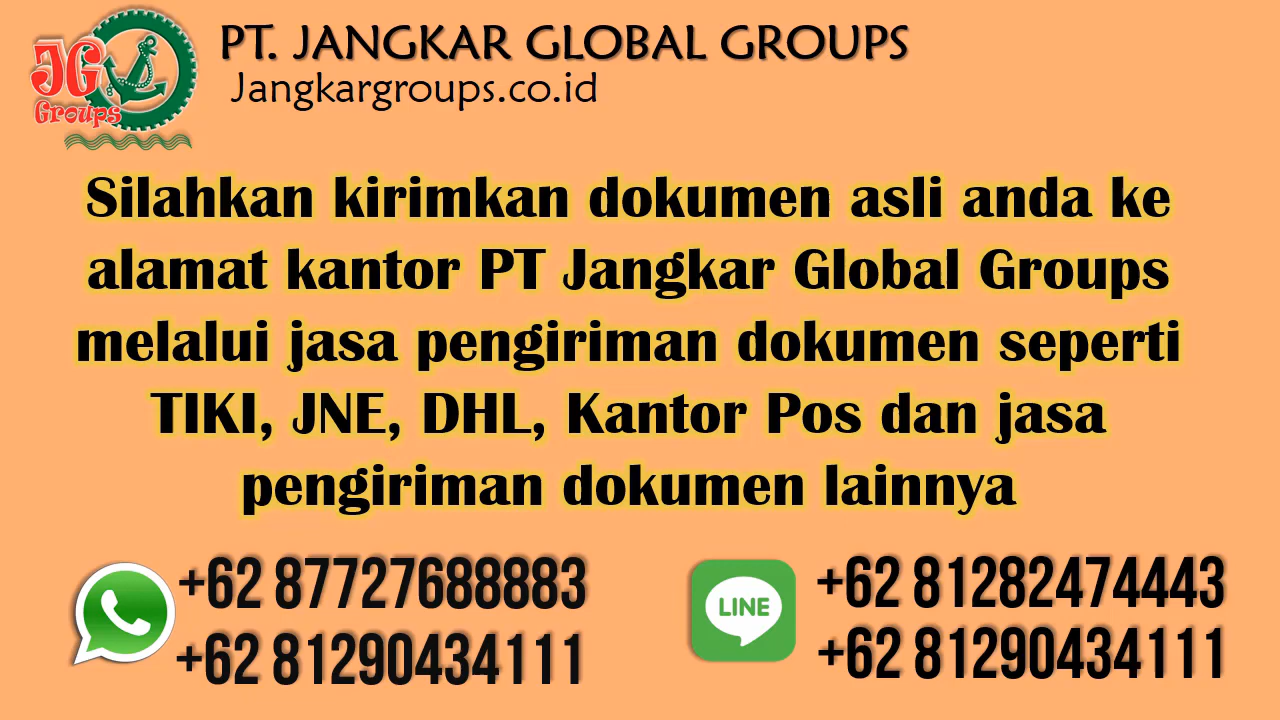 JG
Groups
PT. JANGKAR GLOBAL GROUPS
Jangkargroups.co.id
Silahkan kirimkan dokumen asli anda ke
alamat kantor PT Jangkar Global Groups
melalui jasa pengiriman dokumen seperti
TIKI, JNE, DHL, Kantor Pos dan jasa
pengiriman dokumen lainnya
+62 87727688883
+62 81290434111
LINE
+62 81282474443
+62 81290434111